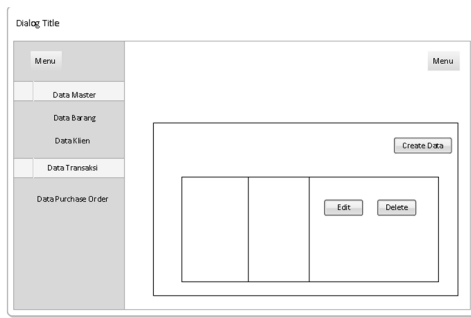 Dialog Title
Menu
Menu
Data Master
Data Barang
Data Klien
Data Transaksi
Data Purchase Order
Create Data
Edit
Delete